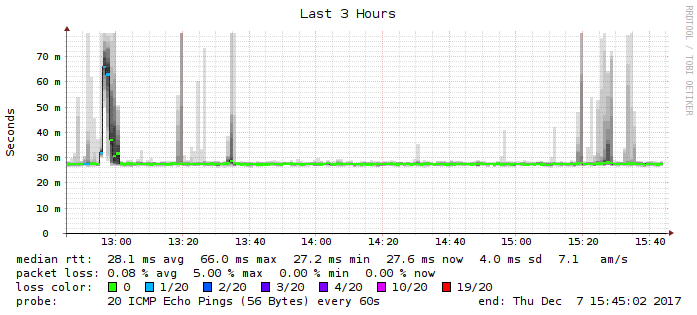 Last 3 Hours
RRDTOOL / TOBI OETIKER
Seconds
70 m
60 m
50 m
40 m
30 m
20 m
10 m
0
13:00 13:20 13:40 14:00 14:20 14:40 15:00 15:20 15:40
median rtt: 28.1 ms avg 66.0 ms max 27.2 ms min 27.6 ms now 4.0 ms sd 7.1 am/s
packet loss: 0.08 % avg 5.00 % max 0.00 % min 0.00 % now
loss color: 0 1/20 2/20 3/20 4/20 10/20 19/20
probe: 20 ICMP Echo Pings (56 Bytes) every 60s end: Thu Dec 7 15:45:02 2017